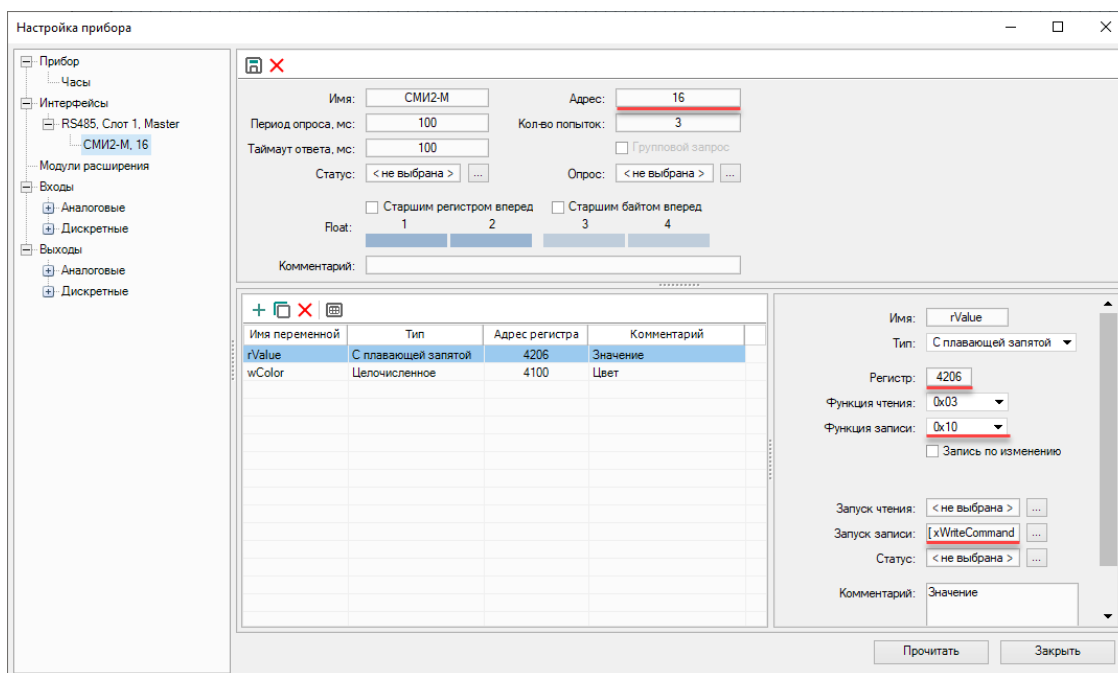 Настройка прибора
Прибор
Часы
Интерфейсы
RS485, Слот 1, Master
СМИ2-М, 16
Модули расширения
Входы
Аналоговые
Дискретные
Выходы
Аналоговые
Дискретные
Имя: СМИ2-М Адрес: 16
Период опроса, мс: 100 Кол-во попыток: 3
Таймаут ответа, мс: 100 Групповой запрос
Статус: < не выбрана > ... Опрос: < не выбрана > ...
Старшим регистром вперед Старшим байтом вперед
Float: 1 2 3 4
Комментарий:
Имя переменной Тип Адрес регистра Комментарий
rValue С плавающей запятой 4206 Значение
wColor Целочисленное 4100 Цвет
Имя: rValue
Тип: С плавающей запятой
Регистр: 4206
Функция чтения: 0x03
Функция записи: 0x10
Запись по изменению
Запуск чтения: < не выбрана > ...
Запуск записи: [ xWriteCommand ...
Статус: < не выбрана > ...
Комментарий: Значение
Прочитать Закрыть